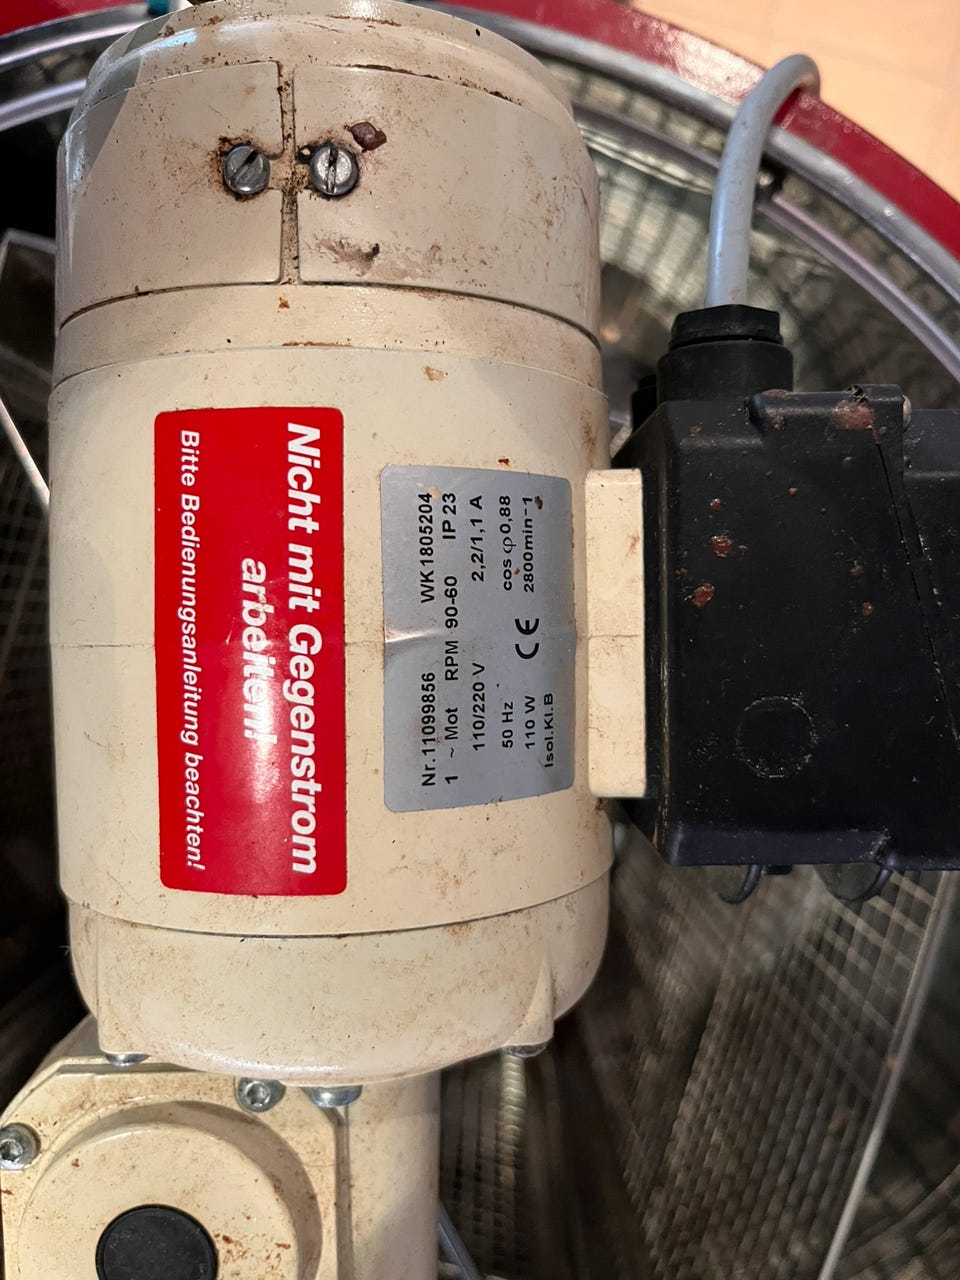 Nicht mit Gegenstrom
arbeiten!
Bitte Bedienungsanleitung beachten!
Nr. 11099856 WK1805204
1 ~ Mot RPM 90-60 IP 23
110/220 V 2,2/1,1 A
50 Hz cos φ 0,88
110 W CE 2800min-1
Isol.Kl.B